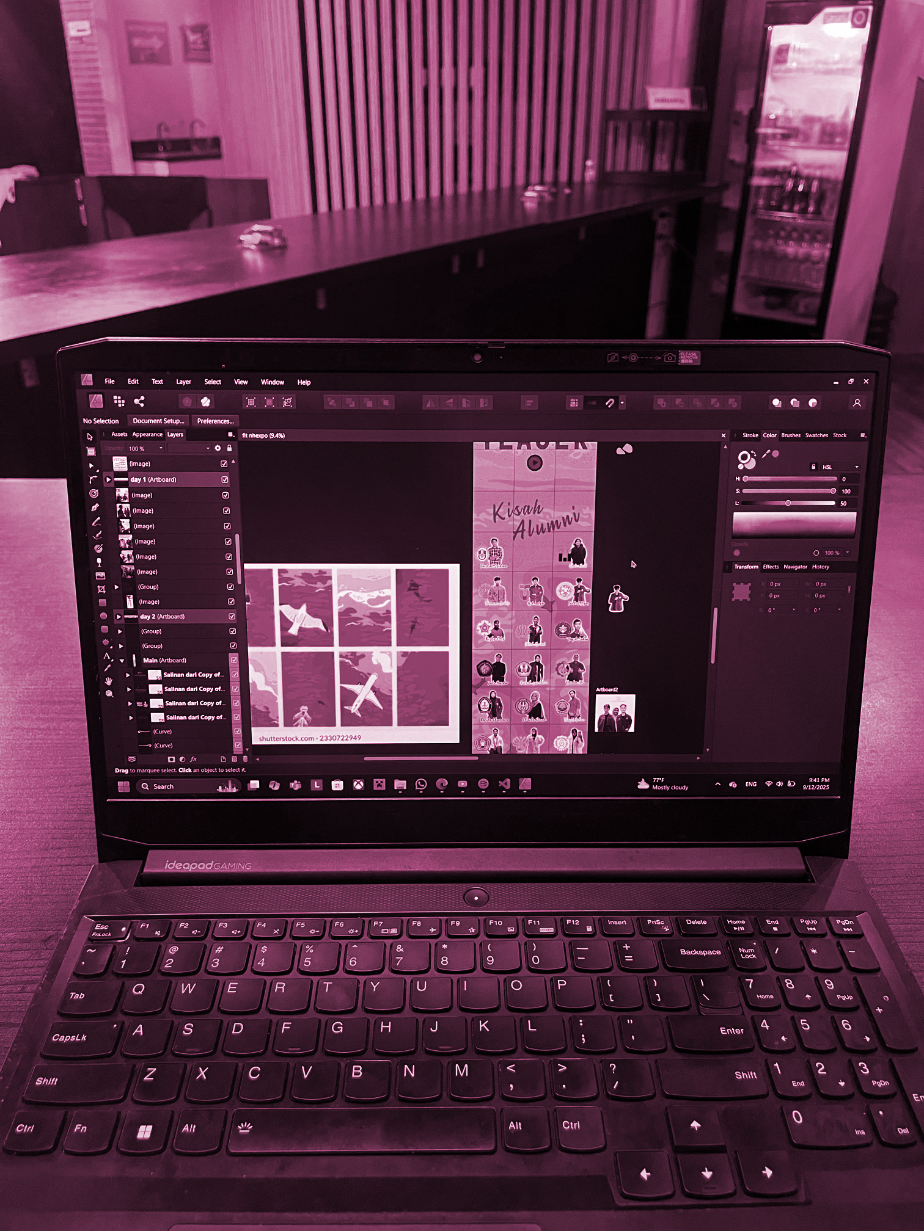 File Edit Text Layer Select View Window Help
No Selection Document Setup... Preferences...
Assets Appearance Layers
100 %
(Image)
day 1 (Artboard)
(Image)
(Image)
(Image)
(Image)
(Image)
(Image)
(Group)
(Image)
day 2 (Artboard)
(Group)
(Group)
Main (Artboard)
Salinan dari Copy of...
Salinan dari Copy of...
Salinan dari Copy of...
(Curve)
(Curve)
TEASER
Kisah
Alumni
shutterstock.com · 2330722949
Artboard2
Stroke Color Brushes Swatches Stock
HSL
H: 0
S: 100
L: 50
100 %
Transform Effects Navigator History
0 px 0 px
0 px 0 px
0 ° 0 °
Drag to marquee select. Click an object to select it.
Search
77°F
Mostly cloudy
ENG
9:41 PM
9/12/2025
ideapad GAMING
Esc FnLock F1 F2 F3 F4 F5 F6 F7 F8 F9 F10 F11 F12 Insert PrtSc Delete Home End PgUp PgDn
~ ! 1 @ 2 # 3 $ 4 % 5 ^ 6 & 7 * 8 ( 9 ) 0 _ - + = Backspace Num Lock / * -
Tab Q W E R T Y U I O P { [ } ] | \ 7 Home 8 9 PgUp +
CapsLk A S D F G H J K L : ; " ' Enter 4 5 6
Shift Z X C V B N M < , > . ? / Shift 1 End 2 3 PgDn
Ctrl Fn Alt Alt Ctrl 0 Ins . Del